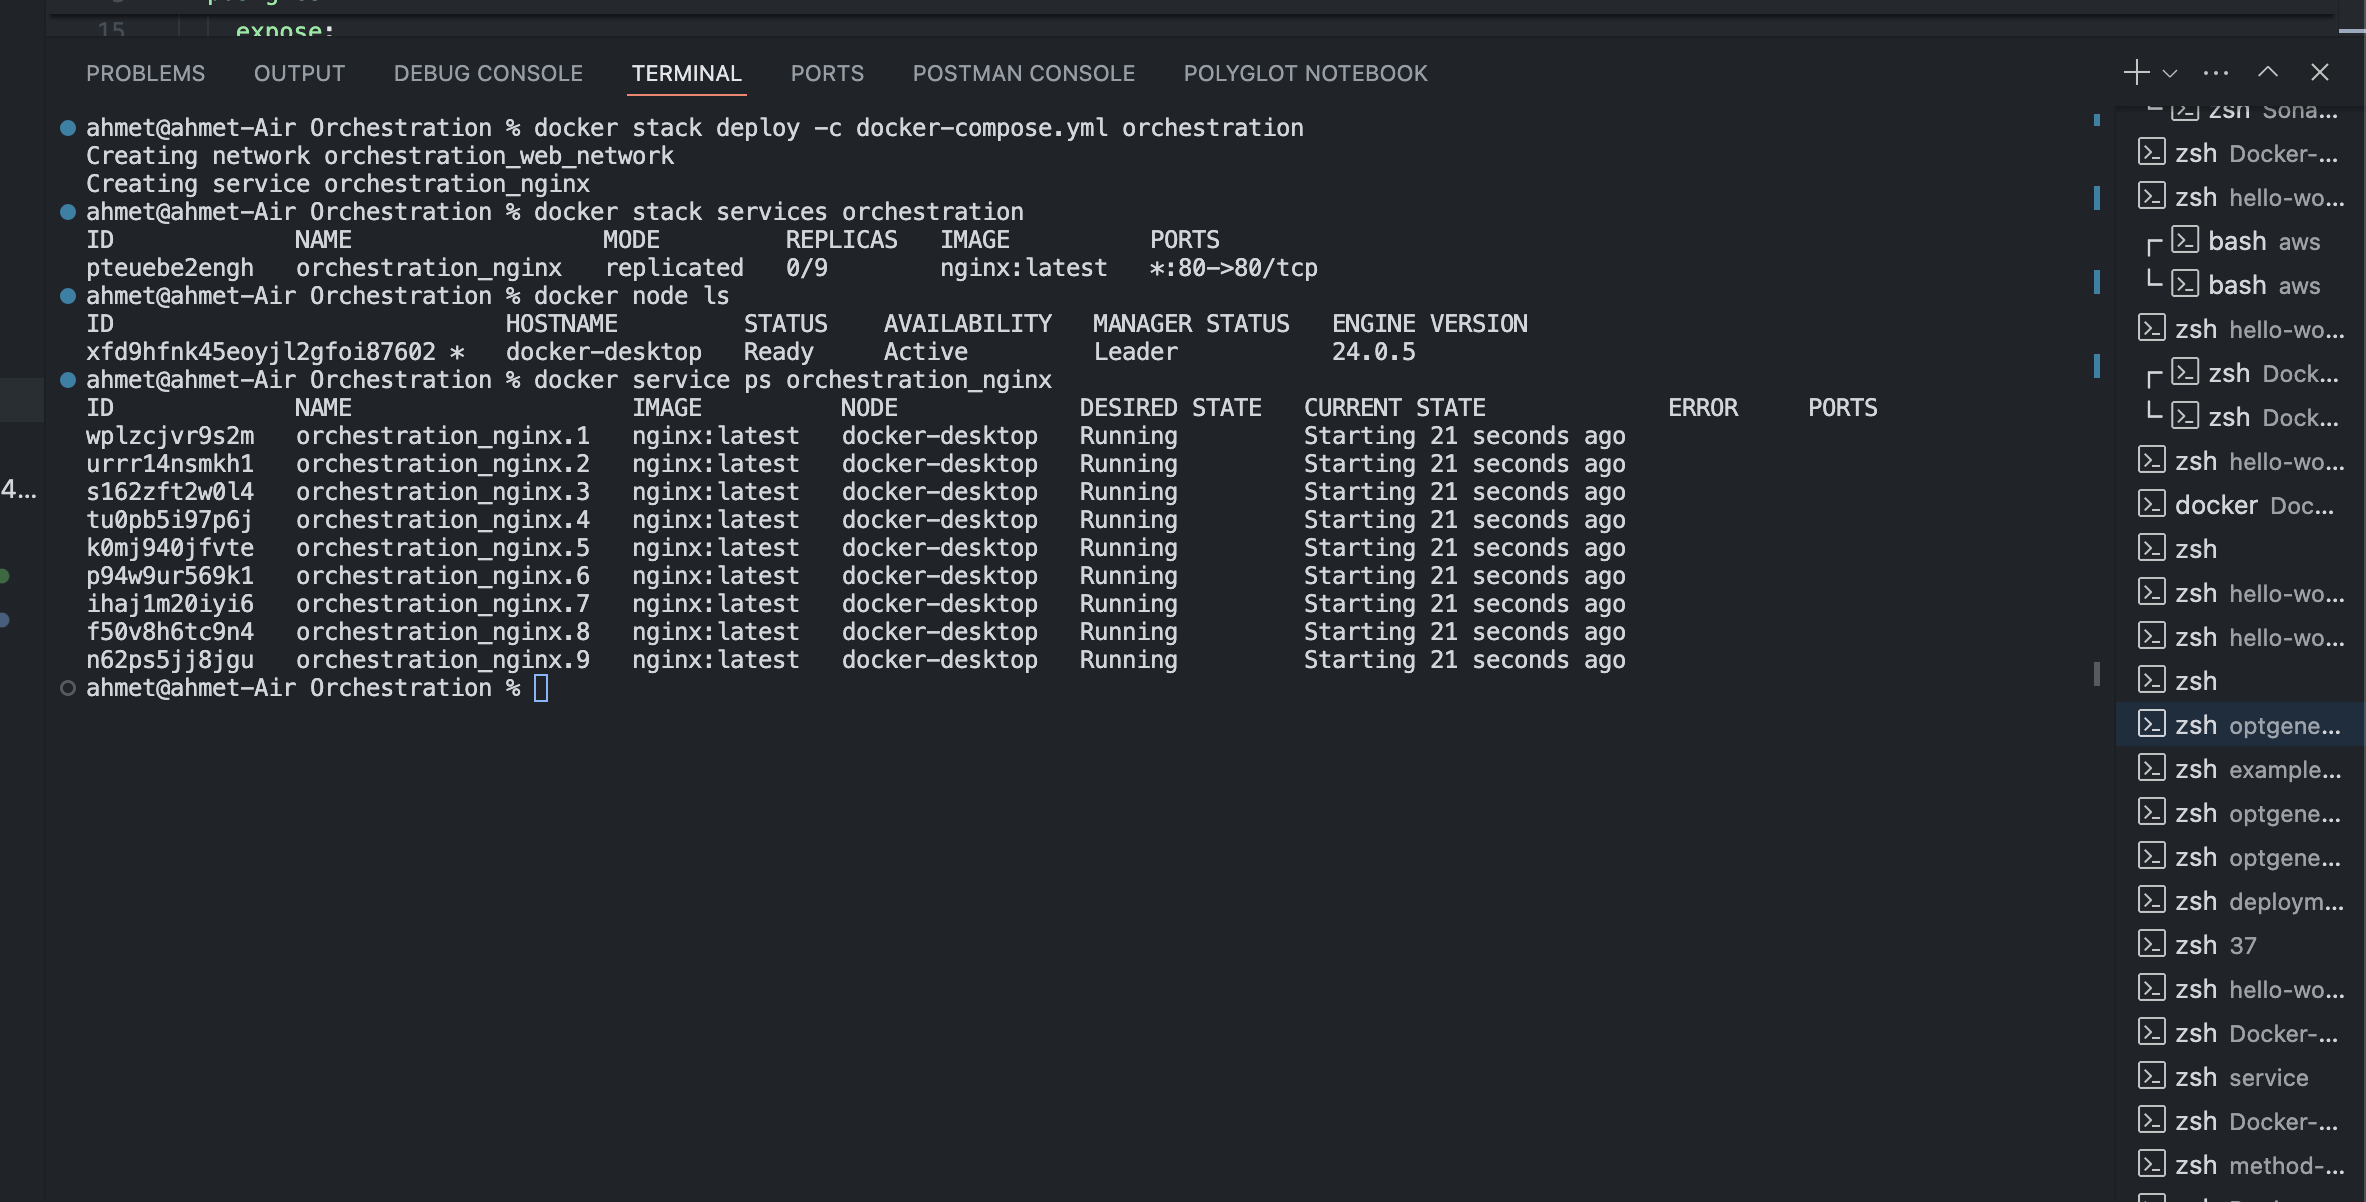 15 expose:
PROBLEMS OUTPUT DEBUG CONSOLE TERMINAL PORTS POSTMAN CONSOLE POLYGLOT NOTEBOOK
ahmet@ahmet-Air Orchestration % docker stack deploy -c docker-compose.yml orchestration
Creating network orchestration_web_network
Creating service orchestration_nginx
ahmet@ahmet-Air Orchestration % docker stack services orchestration
ID NAME MODE REPLICAS IMAGE PORTS
pteuebe2engh orchestration_nginx replicated 0/9 nginx:latest *:80->80/tcp
ahmet@ahmet-Air Orchestration % docker node ls
ID HOSTNAME STATUS AVAILABILITY MANAGER STATUS ENGINE VERSION
xfd9hfnk45eoyjl2gfoi87602 * docker-desktop Ready Active Leader 24.0.5
ahmet@ahmet-Air Orchestration % docker service ps orchestration_nginx
ID NAME IMAGE NODE DESIRED STATE CURRENT STATE ERROR PORTS
wplzcjvr9s2m orchestration_nginx.1 nginx:latest docker-desktop Running Starting 21 seconds ago
urrr14nsmkh1 orchestration_nginx.2 nginx:latest docker-desktop Running Starting 21 seconds ago
s162zft2w0l4 orchestration_nginx.3 nginx:latest docker-desktop Running Starting 21 seconds ago
tu0pb5i97p6j orchestration_nginx.4 nginx:latest docker-desktop Running Starting 21 seconds ago
k0mj940jfvte orchestration_nginx.5 nginx:latest docker-desktop Running Starting 21 seconds ago
p94w9ur569k1 orchestration_nginx.6 nginx:latest docker-desktop Running Starting 21 seconds ago
ihaj1m20iyi6 orchestration_nginx.7 nginx:latest docker-desktop Running Starting 21 seconds ago
f50v8h6tc9n4 orchestration_nginx.8 nginx:latest docker-desktop Running Starting 21 seconds ago
n62ps5jj8jgu orchestration_nginx.9 nginx:latest docker-desktop Running Starting 21 seconds ago
ahmet@ahmet-Air Orchestration %
4...
zsh Sona...
zsh Docker-...
zsh hello-wo...
bash aws
bash aws
zsh hello-wo...
zsh Dock...
zsh Dock...
zsh hello-wo...
docker Doc...
zsh
zsh hello-wo...
zsh hello-wo...
zsh
zsh optgene...
zsh example...
zsh optgene...
zsh optgene...
zsh deploym...
zsh 37
zsh hello-wo...
zsh Docker-...
zsh service
zsh Docker-...
zsh method-...